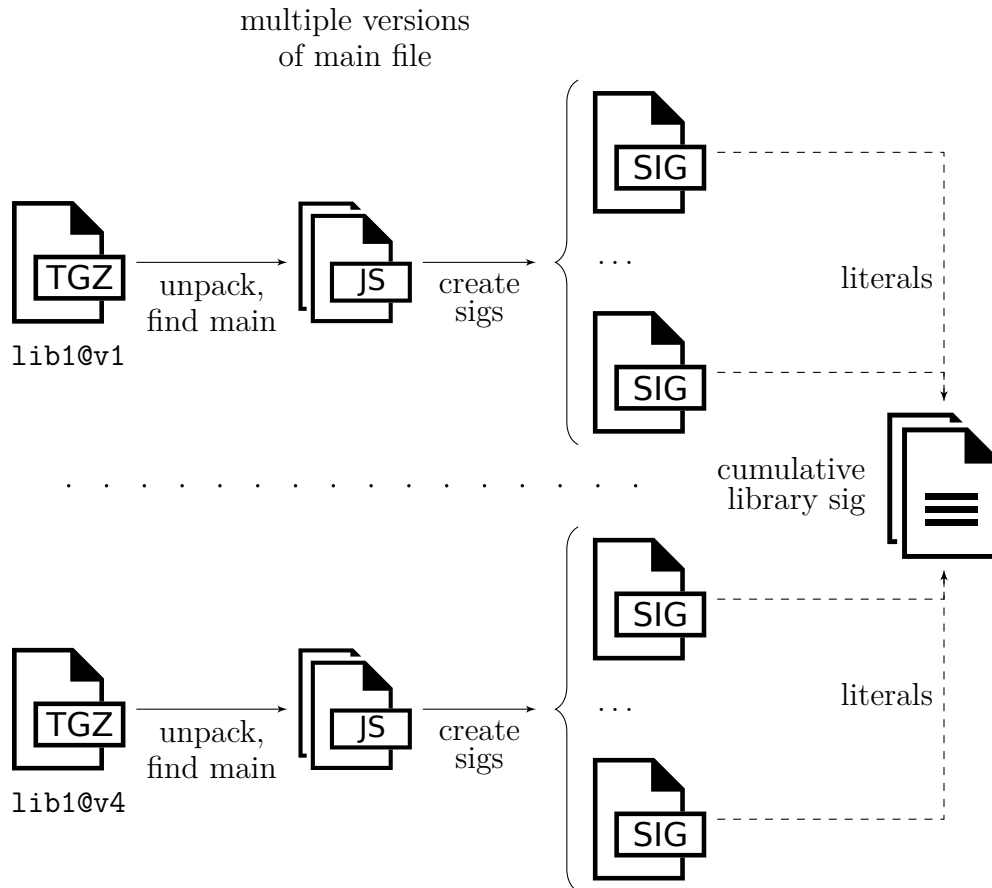 multiple versions
of main file
SIG
TGZ
JS
unpack,
find main
create
sigs
...
literals
SIG
lib1@v1
cumulative
library sig
SIG
TGZ
JS
unpack,
find main
create
sigs
...
literals
SIG
lib1@v4